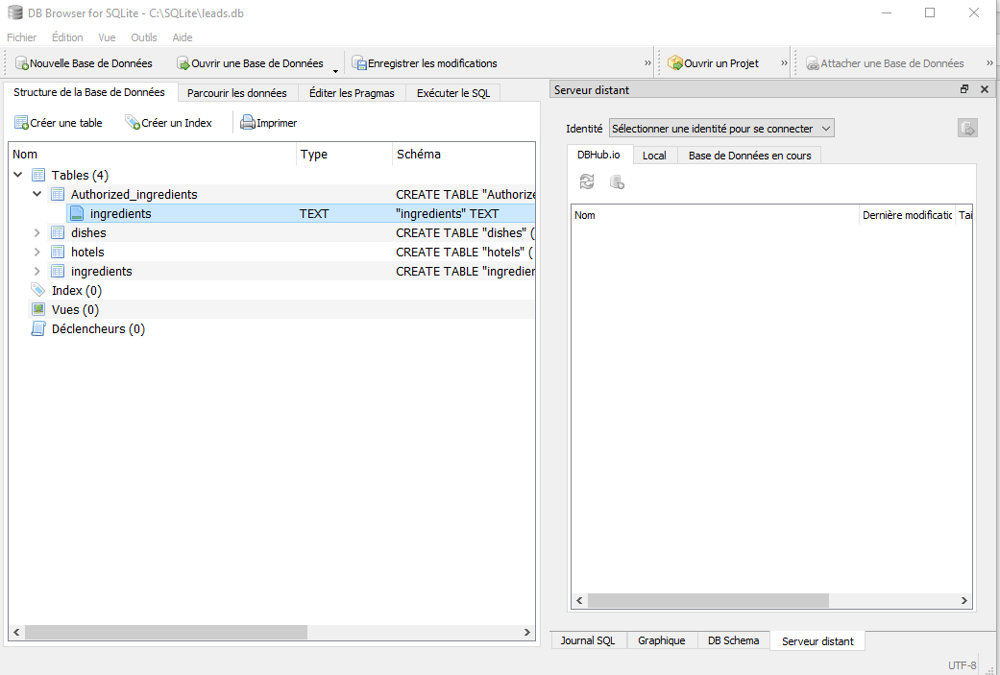 DB Browser for SQLite - C:\SQLite\leads.db
Fichier Édition Vue Outils Aide
Nouvelle Base de Données Ouvrir une Base de Données Enregistrer les modifications » Ouvrir un Projet » Attacher une Base de Données »
Structure de la Base de Données Parcourir les données Éditer les Pragmas Exécuter le SQL
Créer une table Créer un Index Imprimer
Nom Type Schéma
Tables (4)
Authorized_ingredients CREATE TABLE "Authorize
ingredients TEXT "ingredients" TEXT
dishes CREATE TABLE "dishes" (
hotels CREATE TABLE "hotels" (
ingredients CREATE TABLE "ingredien
Index (0)
Vues (0)
Déclencheurs (0)
Serveur distant
Identité Sélectionner une identité pour se connecter
DBHub.io Local Base de Données en cours
Nom Dernière modificatic Tai
Journal SQL Graphique DB Schema Serveur distant
UTF-8